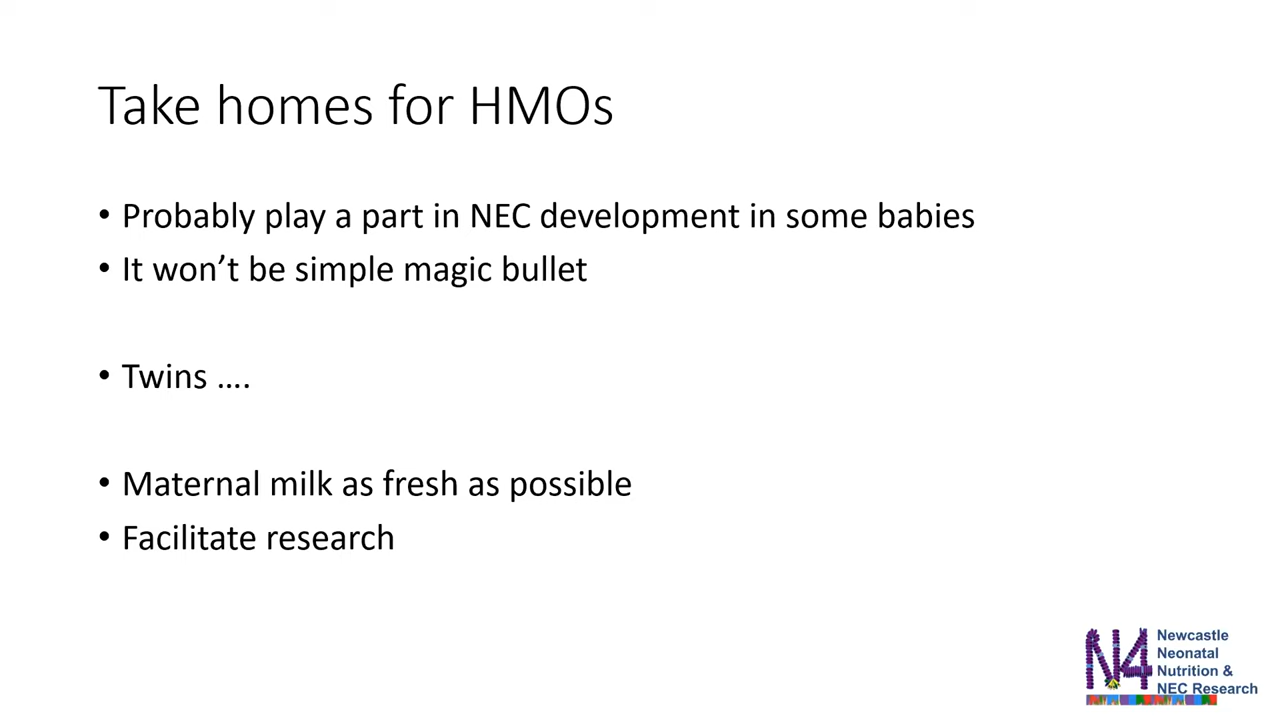 Take homes for HMOs
• Probably play a part in NEC development in some babies
• It won’t be simple magic bullet
• Twins ....
• Maternal milk as fresh as possible
• Facilitate research
N4
Newcastle
Neonatal
Nutrition &
NEC Research